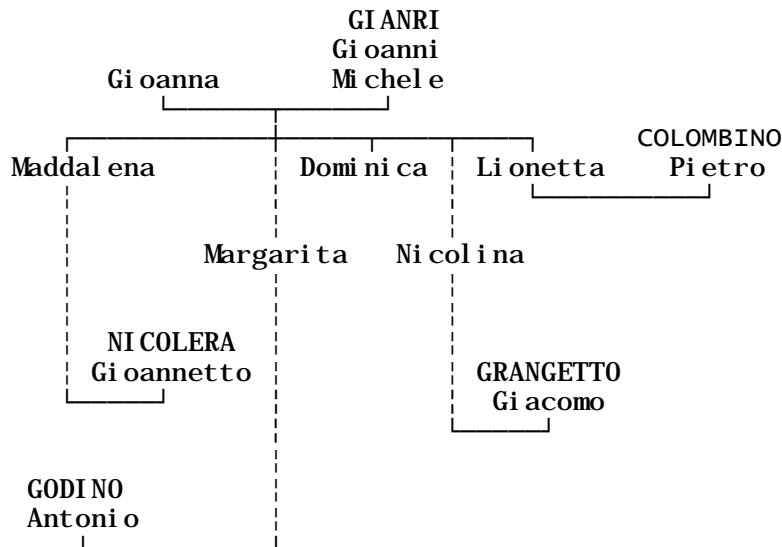 GIANRI
Gioanni
Gioanna Michele
COLOMBINO
Maddalena Dominica Lionetta Pietro
Margarita Nicolina
NICOLERA
Gioannetto
GRANGETTO
Giacomo
GODINO
Antonio